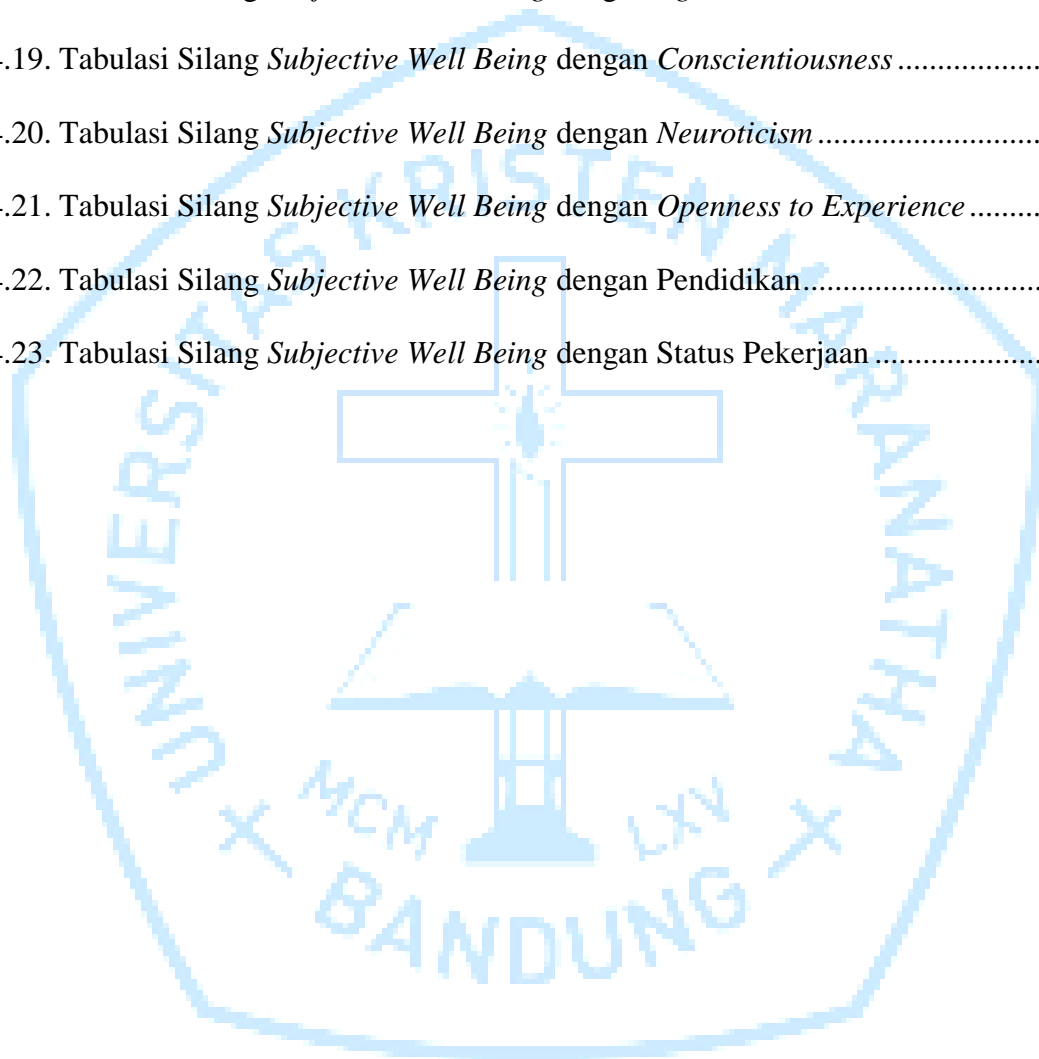 .19. Tabulasi Silang Subjective Well Being dengan Conscientiousness ..................
.20. Tabulasi Silang Subjective Well Being dengan Neuroticism ..............................
.21. Tabulasi Silang Subjective Well Being dengan Openness to Experience ..........
.22. Tabulasi Silang Subjective Well Being dengan Pendidikan................................
.23. Tabulasi Silang Subjective Well Being dengan Status Pekerjaan .....................
UNIVERSITAS KRISTEN MARANATHA
MCM LXV
BANDUNG